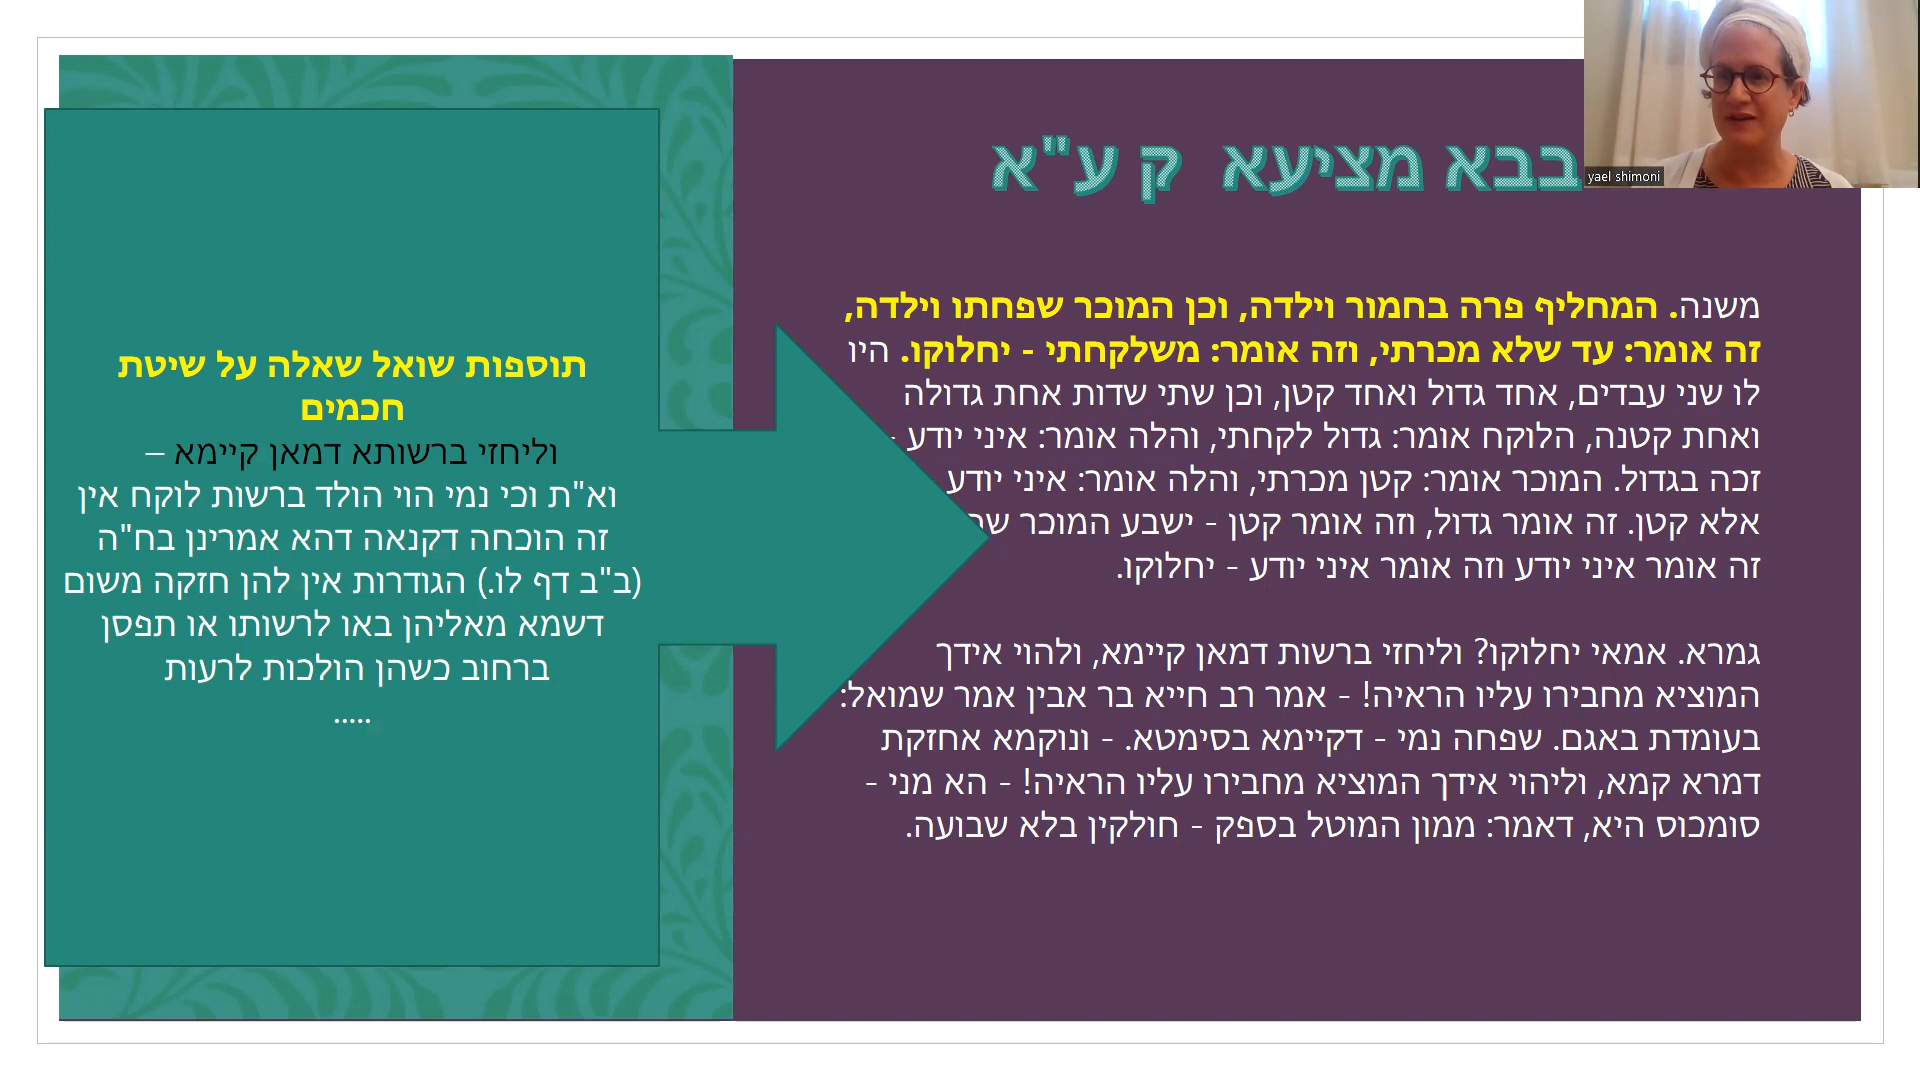 בבא מציעא ק ע"א
yael shimoni
משנה. המחליף פרה בחמור וילדה, וכן המוכר שפחתו וילדה,
זה אומר: עד שלא מכרתי, וזה אומר: משלקחתי - יחלוקו. היו
לו שני עבדים, אחד גדול ואחד קטן, וכן שתי שדות אחת גדולה
ואחת קטנה, הלוקח אומר: גדול לקחתי, והלה אומר: איני יודע -
זכה בגדול. המוכר אומר: קטן מכרתי, והלה אומר: איני יודע
אלא קטן. זה אומר גדול, וזה אומר קטן - ישבע המוכר
זה אומר איני יודע וזה אומר איני יודע - יחלוקו.
גמרא. אמאי יחלוקו? וליחזי ברשות דמאן קיימא, ולהוי אידך
המוציא מחבירו עליו הראיה! - אמר רב חייא בר אבין אמר שמואל:
בעומדת באגם. שפחה נמי - דקיימא בסימטא. - ונוקמא אחזקת
דמרא קמא, וליהוי אידך המוציא מחבירו עליו הראיה! - הא מני -
סומכוס היא, דאמר: ממון המוטל בספק - חולקין בלא שבועה.
תוספות שואל שאלה על שיטת
חכמים
וליחזי ברשותא דמאן קיימא –
וא"ת וכי נמי הוי הולד ברשות לוקח אין
זה הוכחה דקנאה דהא אמרינן בח"ה
(ב"ב דף לו.) הגודרות אין להן חזקה משום
דשמא מאליהן באו לרשותו או תפסן
ברחוב כשהן הולכות לרעות
.....